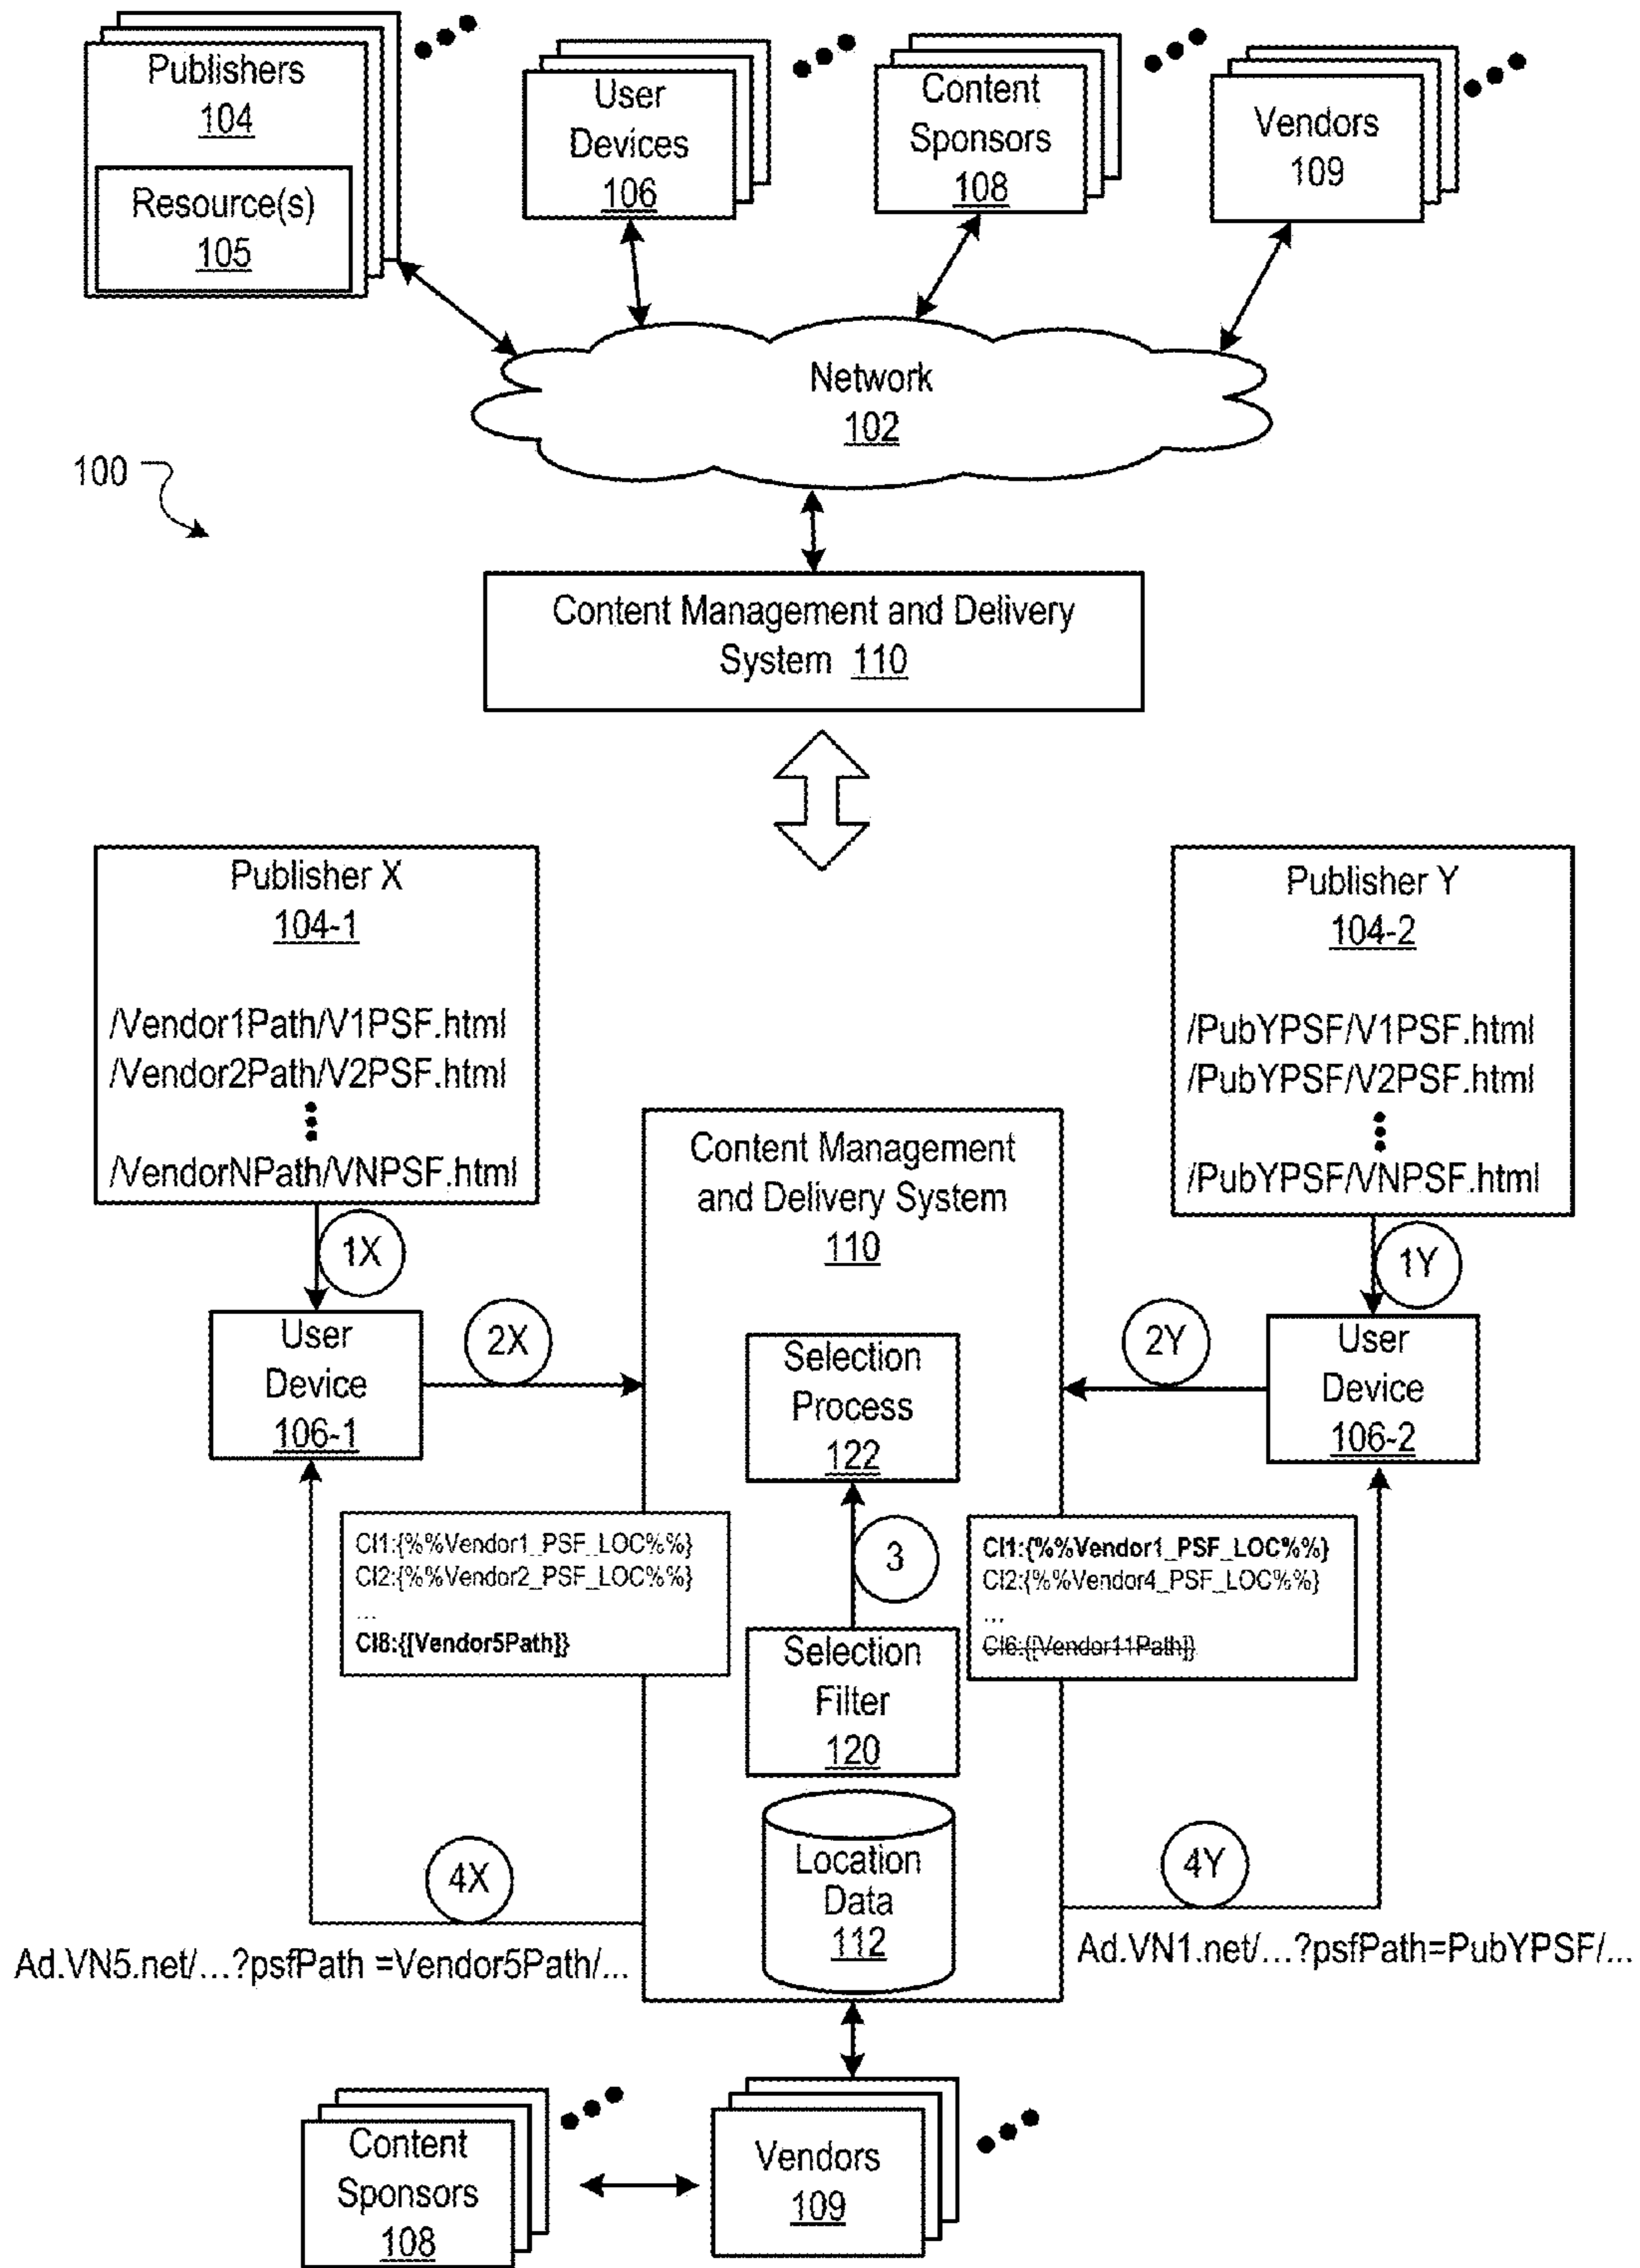 Publishers
104
Resource(s)
105
User
Devices
106
Content
Sponsors
108
Vendors
109
Network
102
100
Content Management and Delivery
System 110
Publisher X
104-1
/Vendor1Path/V1PSF.html
/Vendor2Path/V2PSF.html
/VendorNPath/VNPSF.html
Publisher Y
104-2
/PubYPSF/V1PSF.html
/PubYPSF/V2PSF.html
/PubYPSF/VNPSF.html
Content Management
and Delivery System
110
1X
1Y
User
Device
106-1
2X
Selection
Process
122
2Y
User
Device
106-2
CI1:{%%Vendor1_PSF_LOC%%}
CI2:{%%Vendor2_PSF_LOC%%}
...
CI8:{[Vendor5Path]}
3
CI1:{%%Vendor1_PSF_LOC%%}
CI2:{%%Vendor4_PSF_LOC%%}
...
CI6:{[Vendor11Path]}
Selection
Filter
120
4X
Location
Data
112
4Y
Ad.VN5.net/...?psfPath =Vendor5Path/...
Ad.VN1.net/...?psfPath=PubYPSF/...
Content
Sponsors
108
Vendors
109